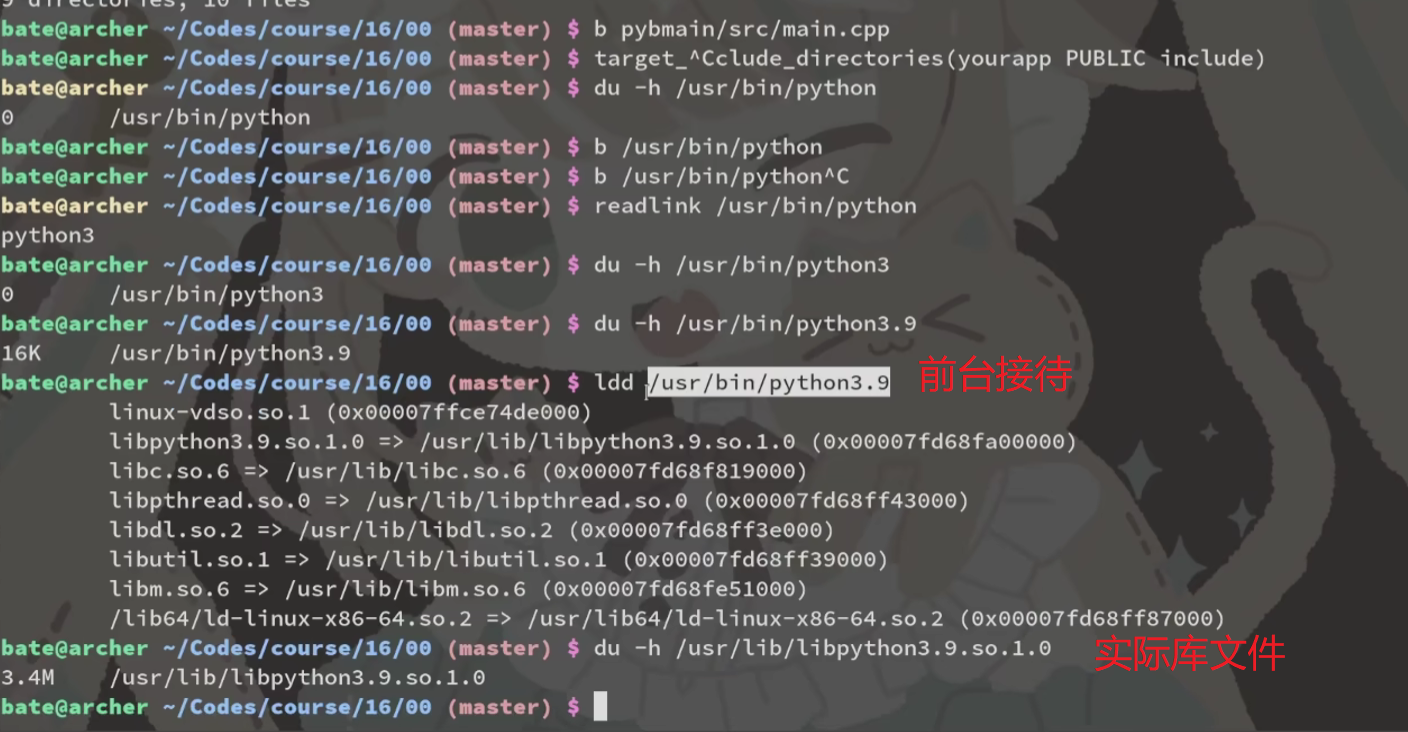 9 directories, 10 files
bate@archer ~/Codes/course/16/00 (master) $ b pybmain/src/main.cpp
bate@archer ~/Codes/course/16/00 (master) $ target_^Cclude_directories(yourapp PUBLIC include)
bate@archer ~/Codes/course/16/00 (master) $ du -h /usr/bin/python
0 /usr/bin/python
bate@archer ~/Codes/course/16/00 (master) $ b /usr/bin/python
bate@archer ~/Codes/course/16/00 (master) $ b /usr/bin/python^C
bate@archer ~/Codes/course/16/00 (master) $ readlink /usr/bin/python
python3
bate@archer ~/Codes/course/16/00 (master) $ du -h /usr/bin/python3
0 /usr/bin/python3
bate@archer ~/Codes/course/16/00 (master) $ du -h /usr/bin/python3.9
16K /usr/bin/python3.9
bate@archer ~/Codes/course/16/00 (master) $ ldd /usr/bin/python3.9 前台接待
linux-vdso.so.1 (0x00007ffce74de000)
libpython3.9.so.1.0 => /usr/lib/libpython3.9.so.1.0 (0x00007fd68fa00000)
libc.so.6 => /usr/lib/libc.so.6 (0x00007fd68f819000)
libpthread.so.0 => /usr/lib/libpthread.so.0 (0x00007fd68ff43000)
libdl.so.2 => /usr/lib/libdl.so.2 (0x00007fd68ff3e000)
libutil.so.1 => /usr/lib/libutil.so.1 (0x00007fd68ff39000)
libm.so.6 => /usr/lib/libm.so.6 (0x00007fd68fe51000)
/lib64/ld-linux-x86-64.so.2 => /usr/lib64/ld-linux-x86-64.so.2 (0x00007fd68ff87000)
bate@archer ~/Codes/course/16/00 (master) $ du -h /usr/lib/libpython3.9.so.1.0 实际库文件
3.4M /usr/lib/libpython3.9.so.1.0
bate@archer ~/Codes/course/16/00 (master) $